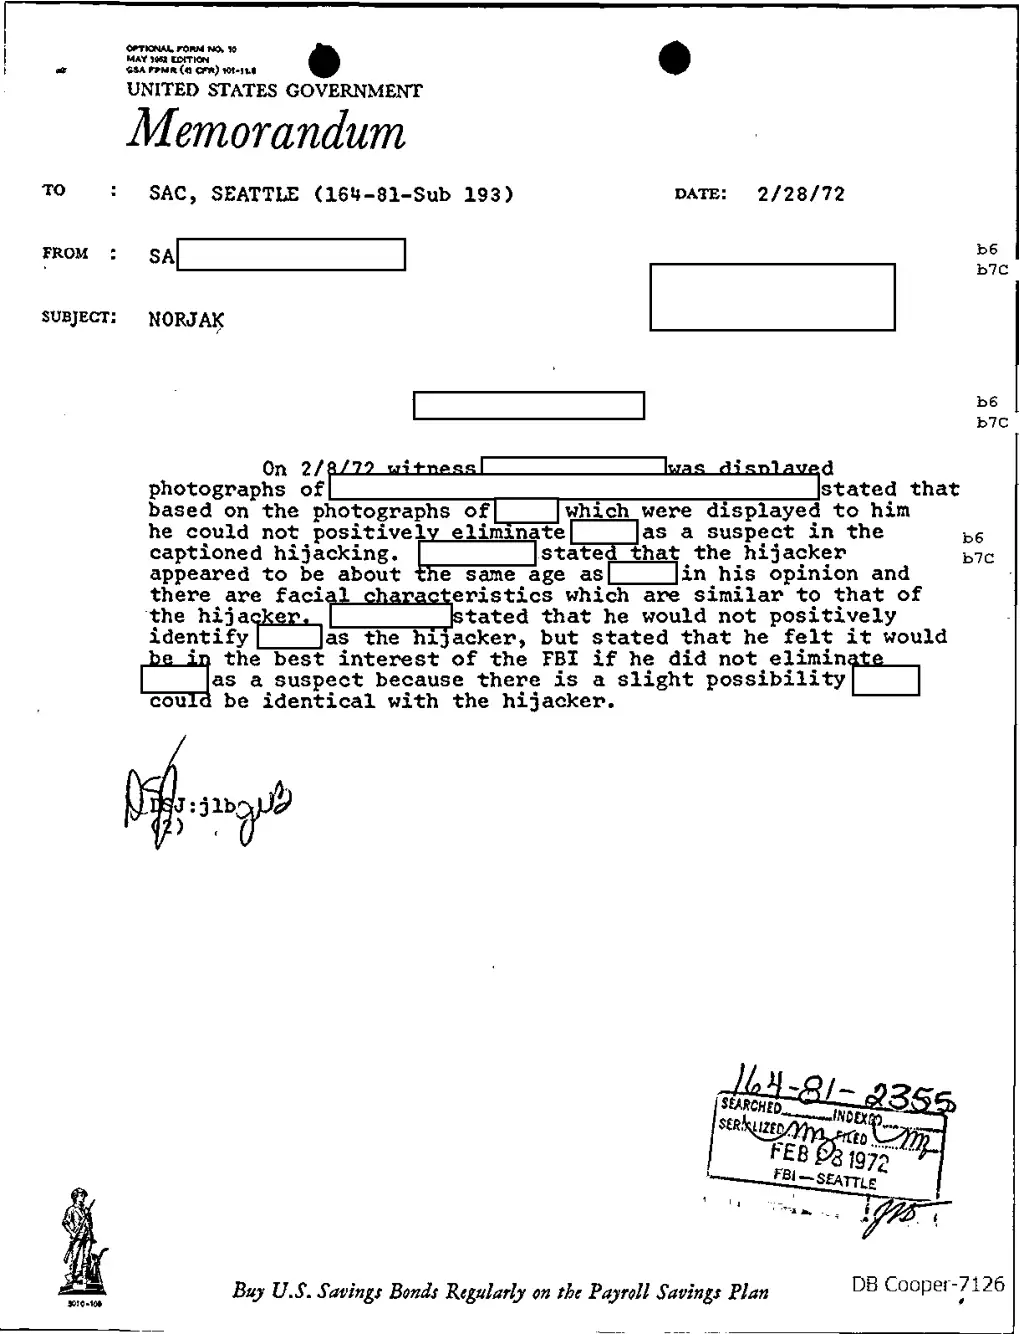 OPTIONAL FORM NO. 10
MAY 1962 EDITION
GSA FPMR (41 CFR) 101-11.6
UNITED STATES GOVERNMENT
Memorandum
TO : SAC, SEATTLE (164-81-Sub 193) DATE: 2/28/72
FROM : SA b6
b7C
SUBJECT: NORJAK
b6
b7C
On 2/8/72 witness was displayed
photographs of stated that
based on the photographs of which were displayed to him
he could not positively eliminate as a suspect in the
captioned hijacking. stated that the hijacker
appeared to be about the same age as in his opinion and
there are facial characteristics which are similar to that of
the hijacker. stated that he would not positively
identify as the hijacker, but stated that he felt it would
be in the best interest of the FBI if he did not eliminate
as a suspect because there is a slight possibility
could be identical with the hijacker.
b6
b7C
DSJ:jlb
(2)
164-81-2355
SEARCHED INDEXED
SERIALIZED FILED
FEB 28 1972
FBI — SEATTLE
5010-108
Buy U.S. Savings Bonds Regularly on the Payroll Savings Plan
DB Cooper-7126